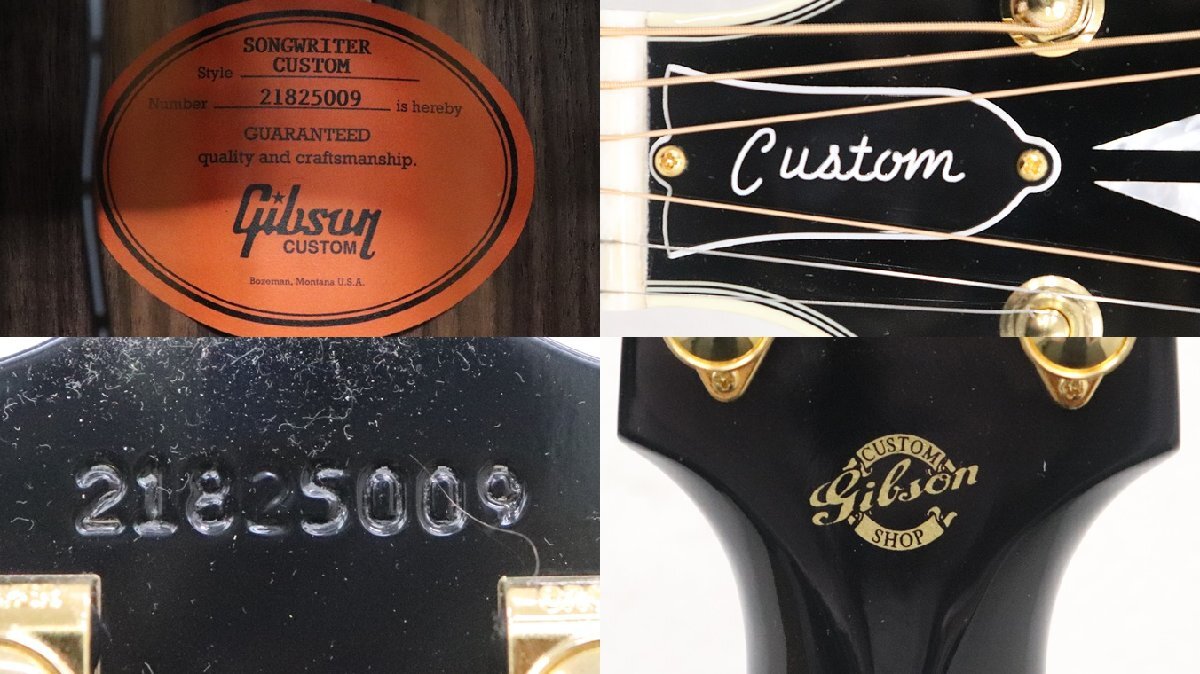 SONGWRITER
CUSTOM
Style
Number 21825009 is hereby
GUARANTEED
quality and craftsmanship.
Gibson
CUSTOM
Bozeman, Montana U.S.A.
Custom
21825009
CUSTOM
Gibson
SHOP